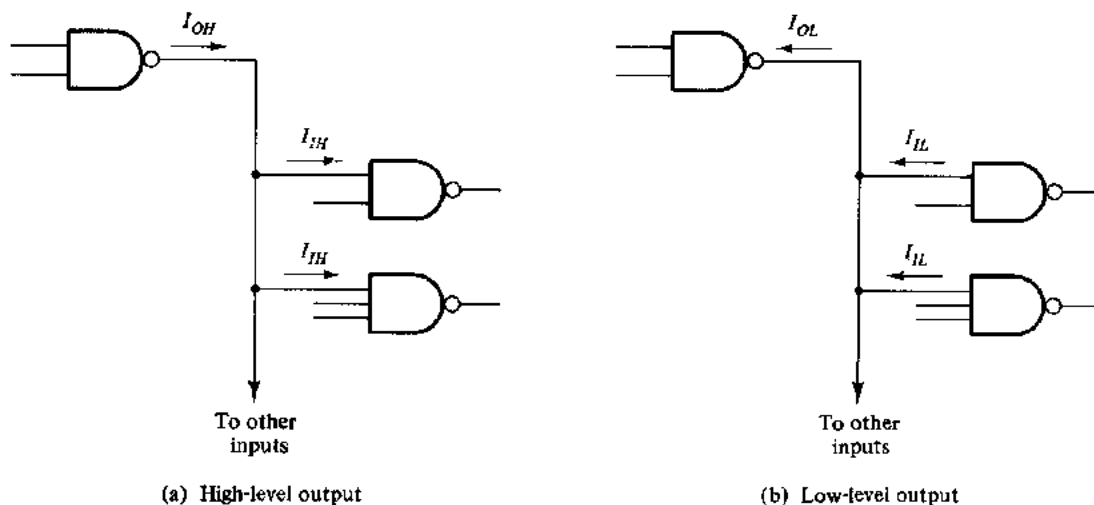 I_OH
I_IH
I_IH
To other
inputs
(a) High-level output
I_OL
I_IL
I_IL
To other
inputs
(b) Low-level output